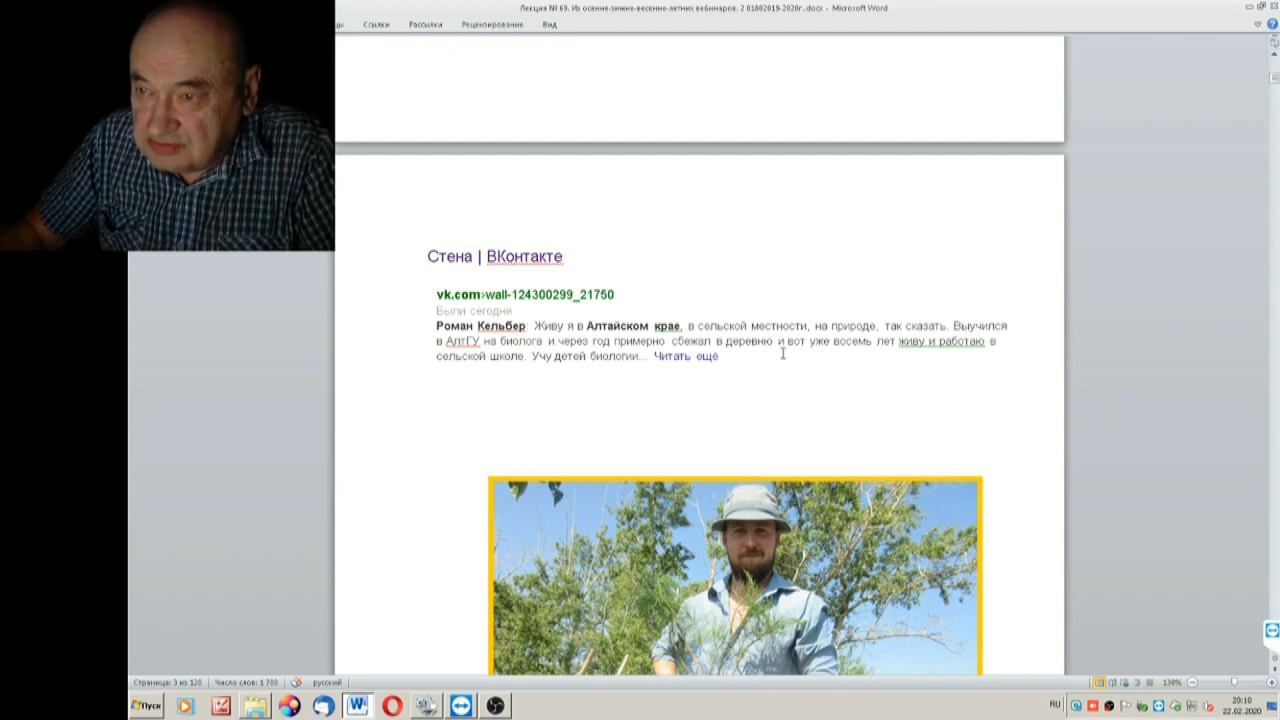 Лекция № 69. Из осенне-зимне-весенне-летних вебинаров. 2 01802019-2020г..docx - Microsoft Word
цы Ссылки Рассылки Рецензирование Вид
Стена | ВКонтакте
vk.com›wall-124300299_21750
Были сегодня
Роман Кельбер: Живу я в Алтайском крае, в сельской местности, на природе, так сказать. Выучился
в АлтГУ на биолога и через год примерно сбежал в деревню и вот уже восемь лет живу и работаю в
сельской школе. Учу детей биологии... Читать ещё
Страница: 3 из 120 Число слов: 1 700 русский 130%
Пуск RU 20:10
22.02.2020